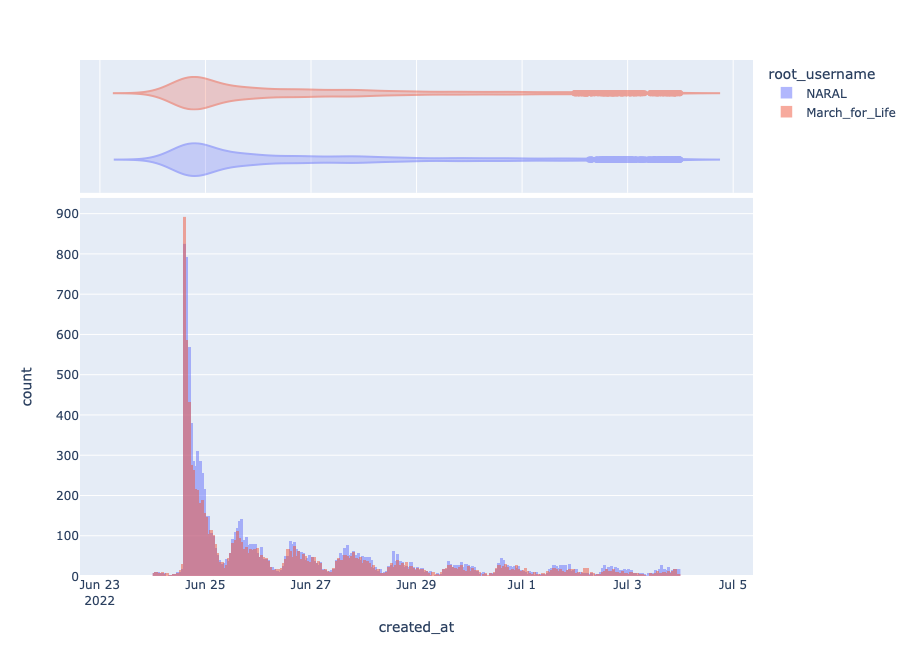 root_username
NARAL
March_for_Life
900
800
700
600
500
400
300
200
100
0
count
Jun 23
2022
Jun 25
Jun 27
Jun 29
Jul 1
Jul 3
Jul 5
created_at